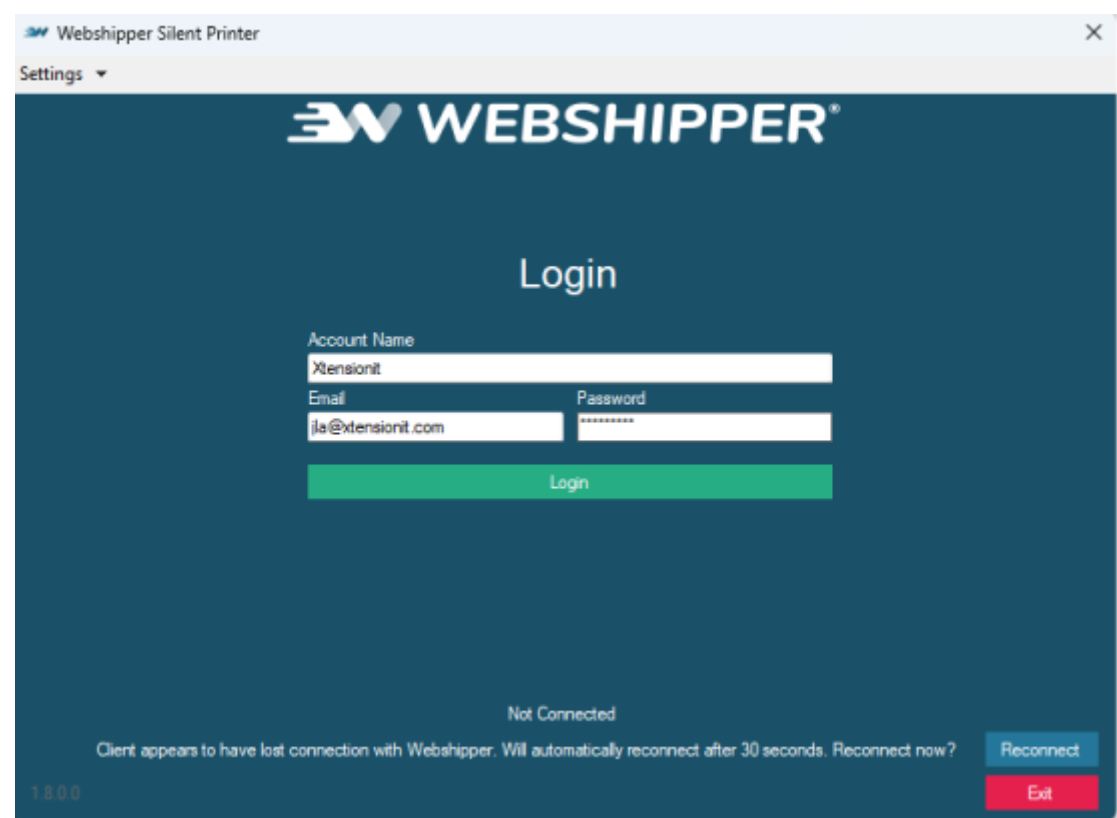 Webshipper Silent Printer
Settings
WEBSHIPPER®
Login
Account Name
Xtensionit
Email Password
jla@xtensionit.com *********
Login
Not Connected
Client appears to have lost connection with Webshipper. Will automatically reconnect after 30 seconds. Reconnect now? Reconnect
1.8.0.0 Exit